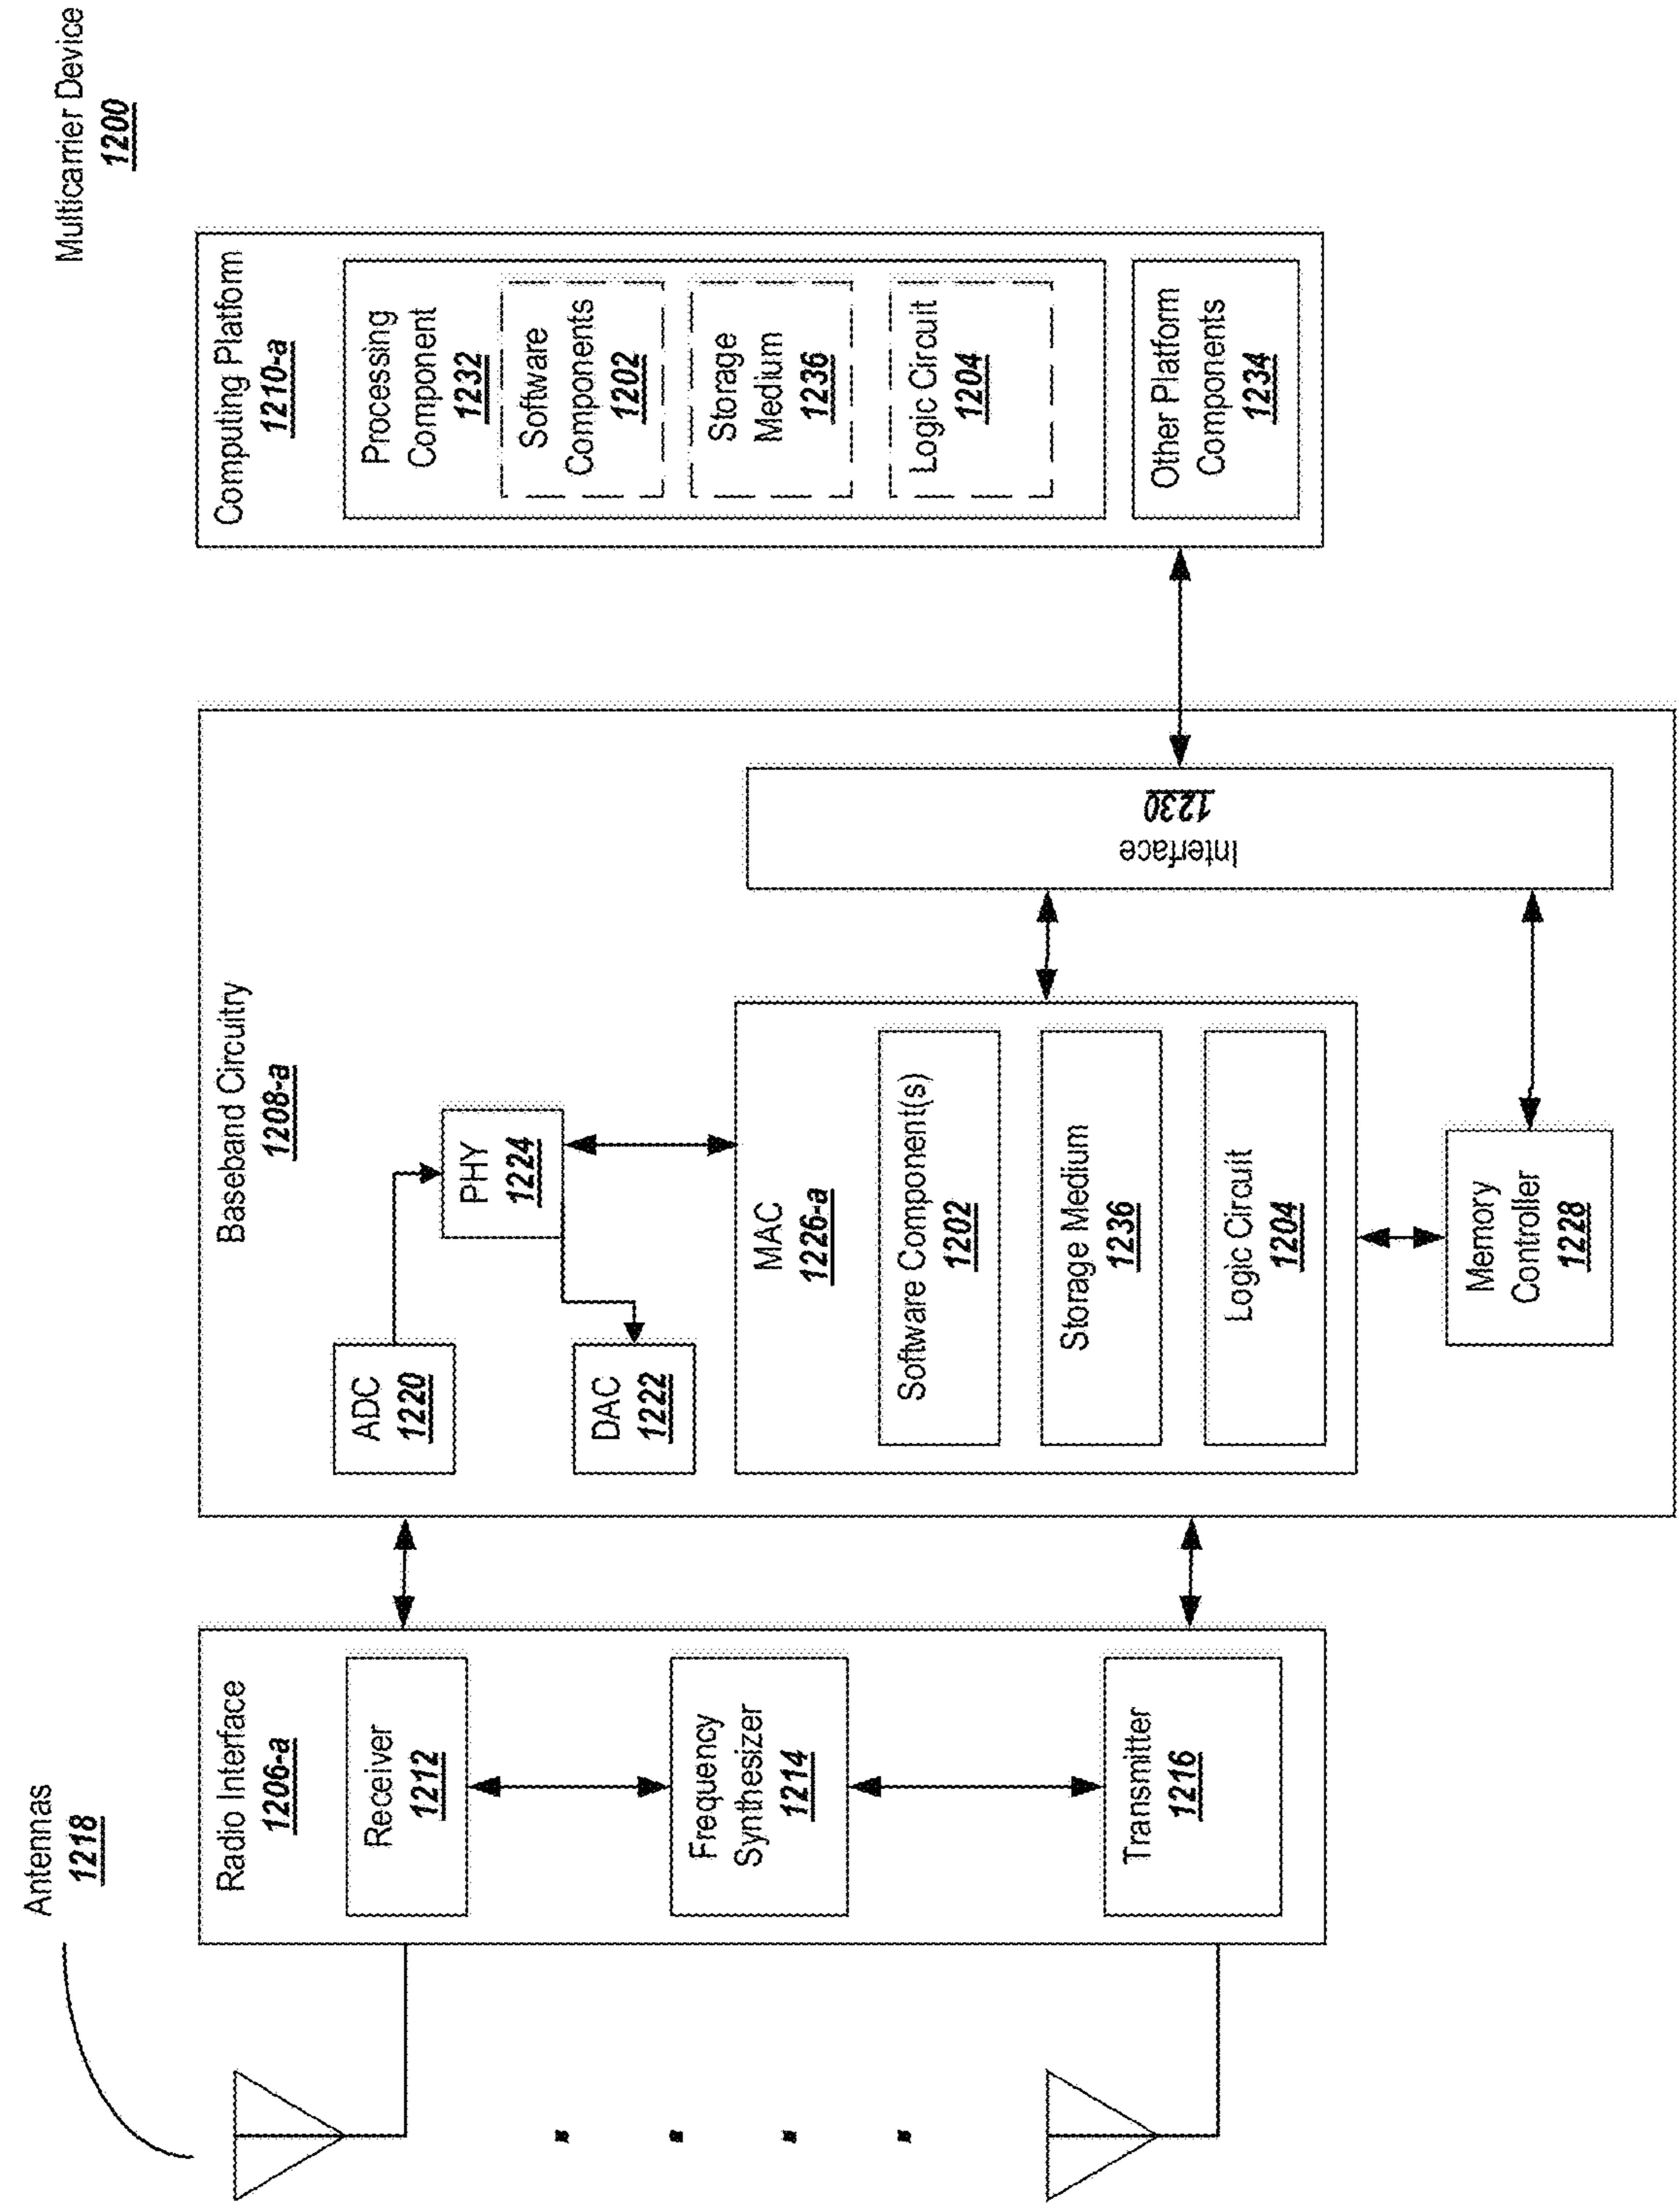 Multicarrier Device
1200
Antennas
1218
Radio Interface
1206-a
Receiver
1212
Frequency
Synthesizer
1214
Transmitter
1216
Baseband Circuitry
1208-a
ADC
1220
PHY
1224
DAC
1222
MAC
1226-a
Software Component(s)
1202
Storage Medium
1236
Logic Circuit
1204
Memory
Controller
1228
Interface
1230
Computing Platform
1210-a
Processing
Component
1232
Software
Components
1202
Storage
Medium
1236
Logic Circuit
1204
Other Platform
Components
1234